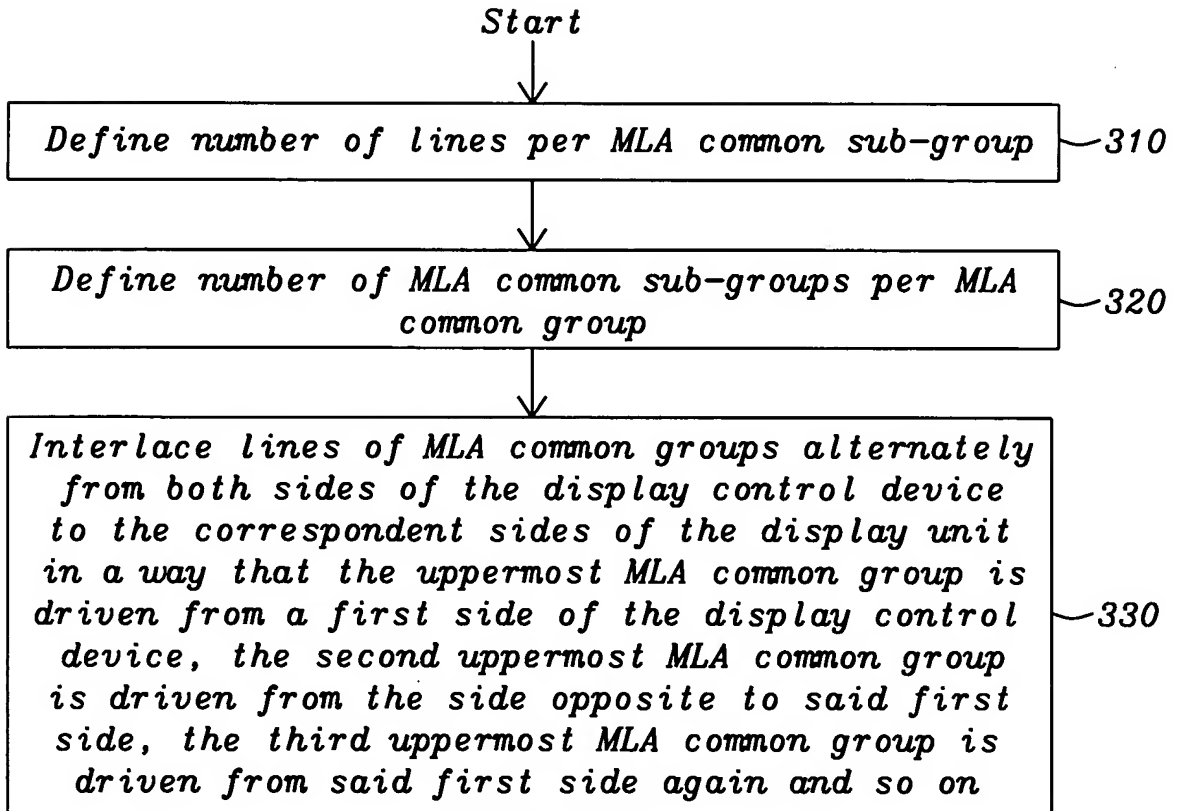 Start
Define number of lines per MLA common sub-group
310
Define number of MLA common sub-groups per MLA
common group
320
Interlace lines of MLA common groups alternately
from both sides of the display control device
to the correspondent sides of the display unit
in a way that the uppermost MLA common group is
driven from a first side of the display control
device, the second uppermost MLA common group
is driven from the side opposite to said first
side, the third uppermost MLA common group is
driven from said first side again and so on
330